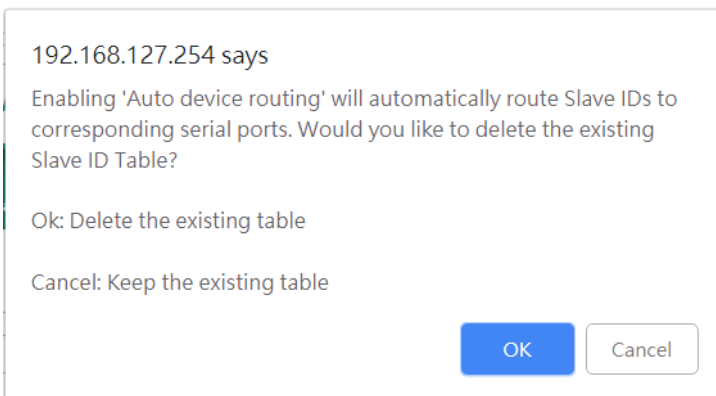 192.168.127.254 says
Enabling 'Auto device routing' will automatically route Slave IDs to
corresponding serial ports. Would you like to delete the existing
Slave ID Table?
Ok: Delete the existing table
Cancel: Keep the existing table
OK
Cancel